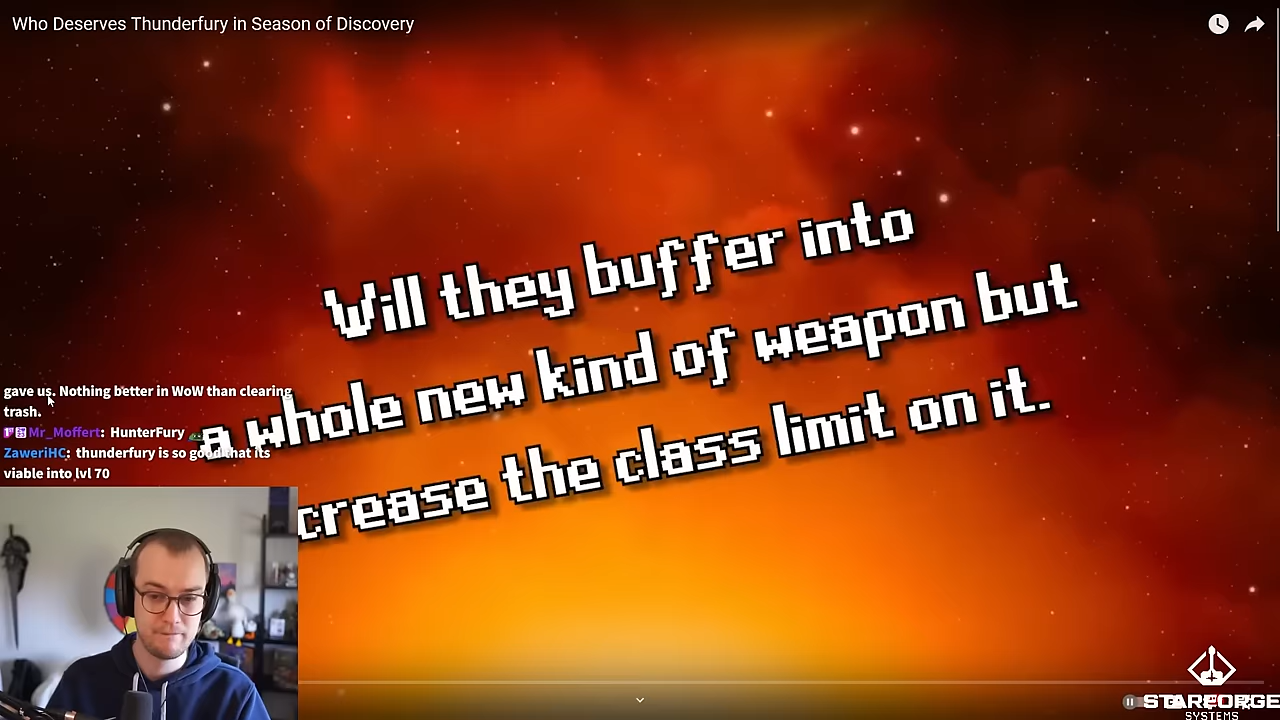 Who Deserves Thunderfury in Season of Discovery
Will they buffer into
a whole new kind of weapon but
crease the class limit on it.
gave us. Nothing better in WoW than clearing
trash.
Mr_Moffert: HunterFury
ZaweriHC: thunderfury is so good that its
viable into lvl 70
STARFORGE
SYSTEMS